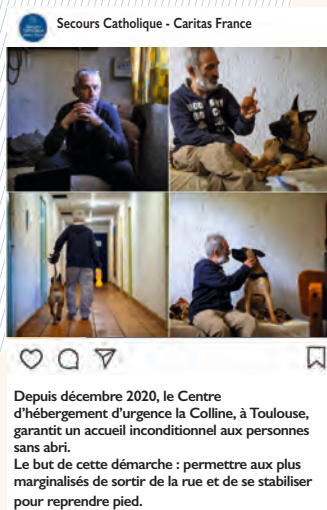 Secours Catholique - Caritas France
Depuis décembre 2020, le Centre
d'hébergement d'urgence la Colline, à Toulouse,
garantit un accueil inconditionnel aux personnes
sans abri.
Le but de cette démarche : permettre aux plus
marginalisés de sortir de la rue et de se stabiliser
pour reprendre pied.